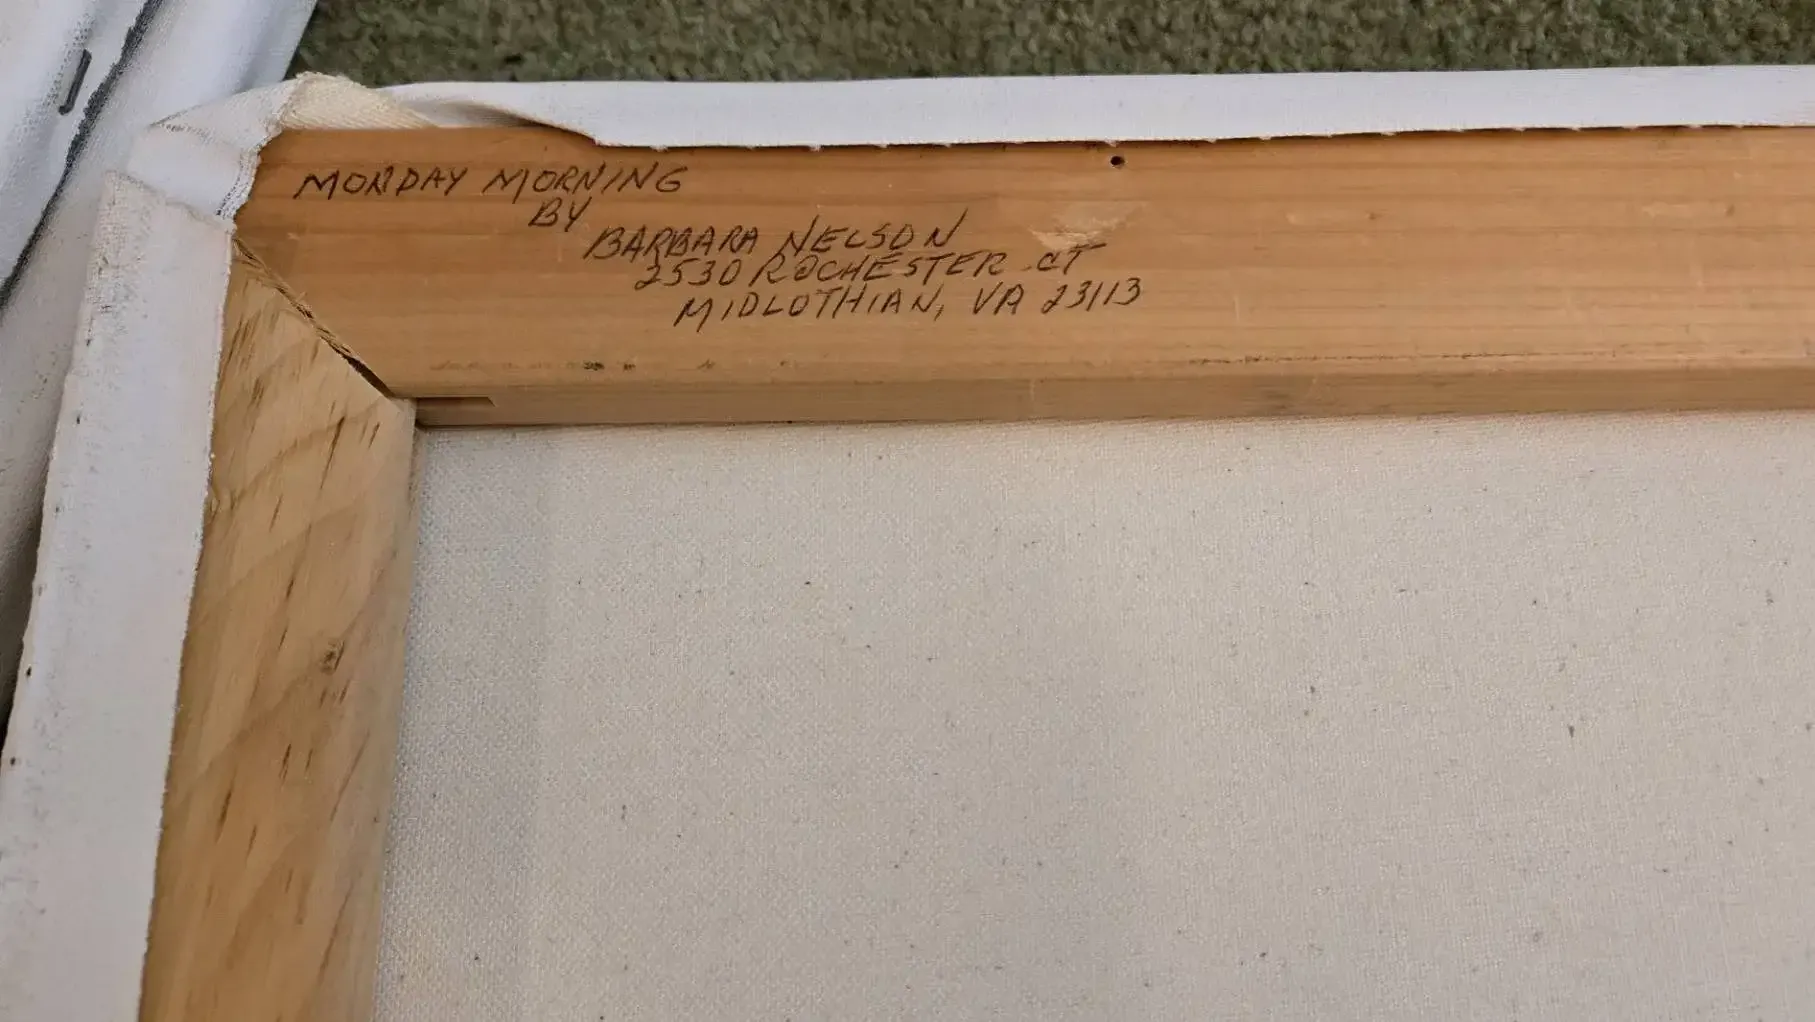 MONDAY MORNING
BY
BARBARA NELSON
2530 ROCHESTER CT
MIDLOTHIAN, VA 23113